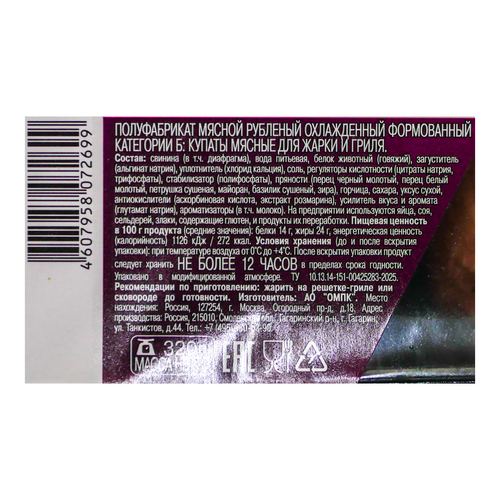 ПОЛУФАБРИКАТ МЯСНОЙ РУБЛЕНЫЙ ОХЛАЖДЕННЫЙ ФОРМОВАННЫЙ
КАТЕГОРИИ Б: КУПАТЫ МЯСНЫЕ ДЛЯ ЖАРКИ И ГРИЛЯ.
Состав: свинина (в т.ч. диафрагма), вода питьевая, белок животный (говяжий), загуститель
(альгинат натрия), уплотнитель (хлорид кальция), соль, регуляторы кислотности (цитраты натрия,
трифосфаты), стабилизатор (полифосфаты), пряности (перец черный молотый, перец белый
молотый, петрушка сушеная, майоран, базилик сушеный, зира), горчица, сахара, уксус сухой,
антиокислители (аскорбиновая кислота, экстракт розмарина), усилитель вкуса и аромата
(глутамат натрия), ароматизаторы (в т.ч. молоко). На предприятии используются яйца, соя,
сельдерей, злаки, содержащие глютен, и продукты их переработки. Пищевая ценность
в 100 г продукта (средние значения): белки 14 г, жиры 24 г, энергетическая ценность
(калорийность) 1126 кДж / 272 ккал. Условия хранения (до и после вскрытия
упаковки): при температуре воздуха от 0°С до +4°С. После вскрытия упаковки продукт
следует хранить НЕ БОЛЕЕ 12 ЧАСОВ в пределах срока годности.
Упаковано в модифицированной атмосфере. ТУ 10.13.14-151-00425283-2025.
Рекомендации по приготовлению: жарить на решетке-гриле или
сковороде до готовности. Изготовитель: АО "ОМПК". Место
нахождения: Россия, 127254, г. Москва, Огородный пр-д, д.18. Адрес
производства: Россия, 215010, Смоленская обл., Гагаринский р-н, г. Гагарин,
ул. Танкистов, д.44. Тел.: +7
МАССА
EAC
4607958072699